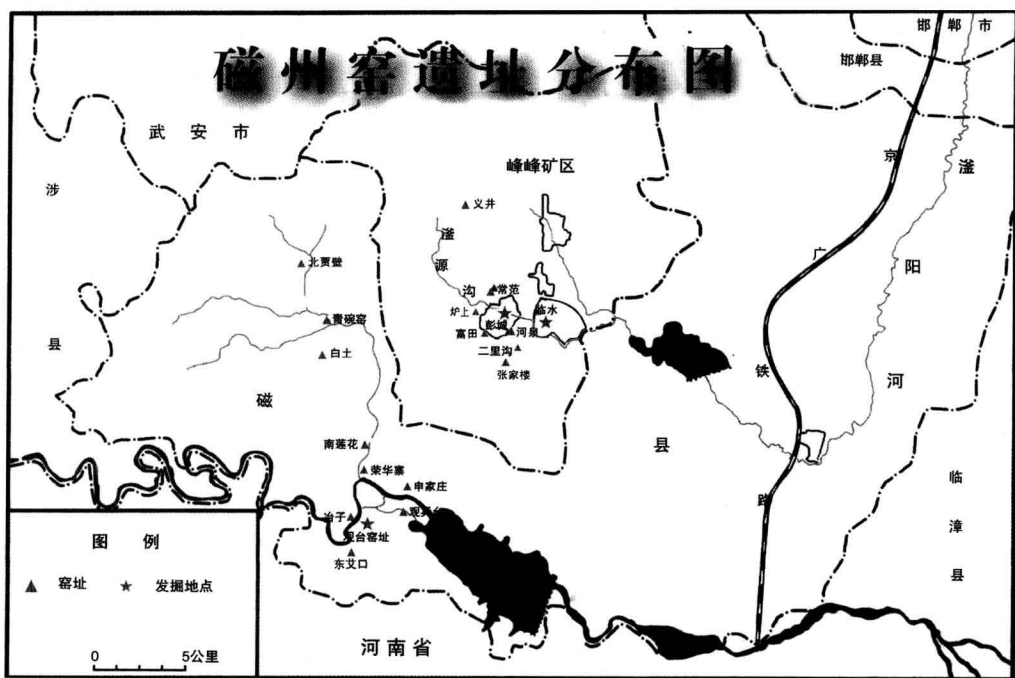 磁州窑遗址分布图
邯郸市
邯郸县
武安市
涉县
峰峰矿区
义井
滏源沟
北贾壁
常范
炉上
彭城
临水
青碗窑
富田
河泉
二里沟
白土
张家楼
磁县
京广铁路
滏阳河
南莲花
荣华寨
申家庄
冶子
观兵台
观台窑址
东艾口
临漳县
河南省
图例
窑址
发掘地点
0 5公里